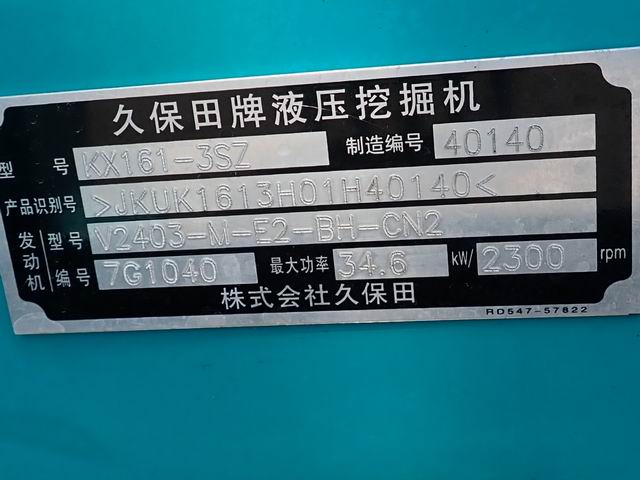 久保田牌液压挖掘机
型号 KX161-3SZ 制造编号 40140
产品识别号 >JKUK1613H01H40140<
发动机 型号 V2403-M-E2-BH-CN2
编号 7G1040 最大功率 34.6 kW/ 2300 rpm
株式会社久保田
RD547-57822